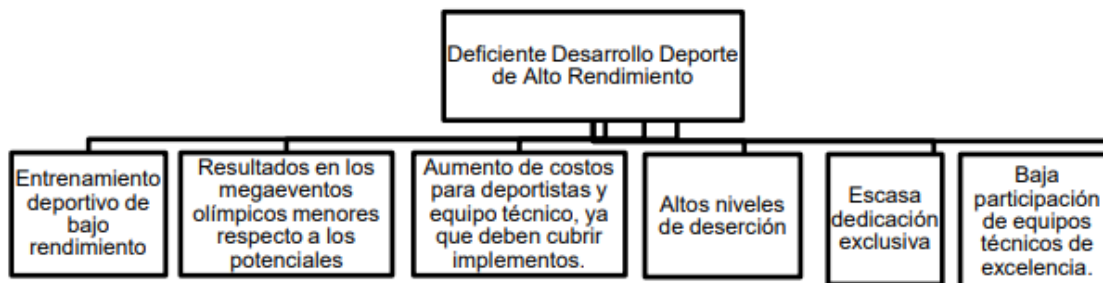 Deficiente Desarrollo Deporte
de Alto Rendimiento
Entrenamiento
deportivo de
bajo
rendimiento
Resultados en los
megaeventos
olímpicos menores
respecto a los
potenciales
Aumento de costos
para deportistas y
equipo técnico, ya
que deben cubrir
implementos.
Altos niveles
de deserción
Escasa
dedicación
exclusiva
Baja
participación
de equipos
técnicos de
excelencia.